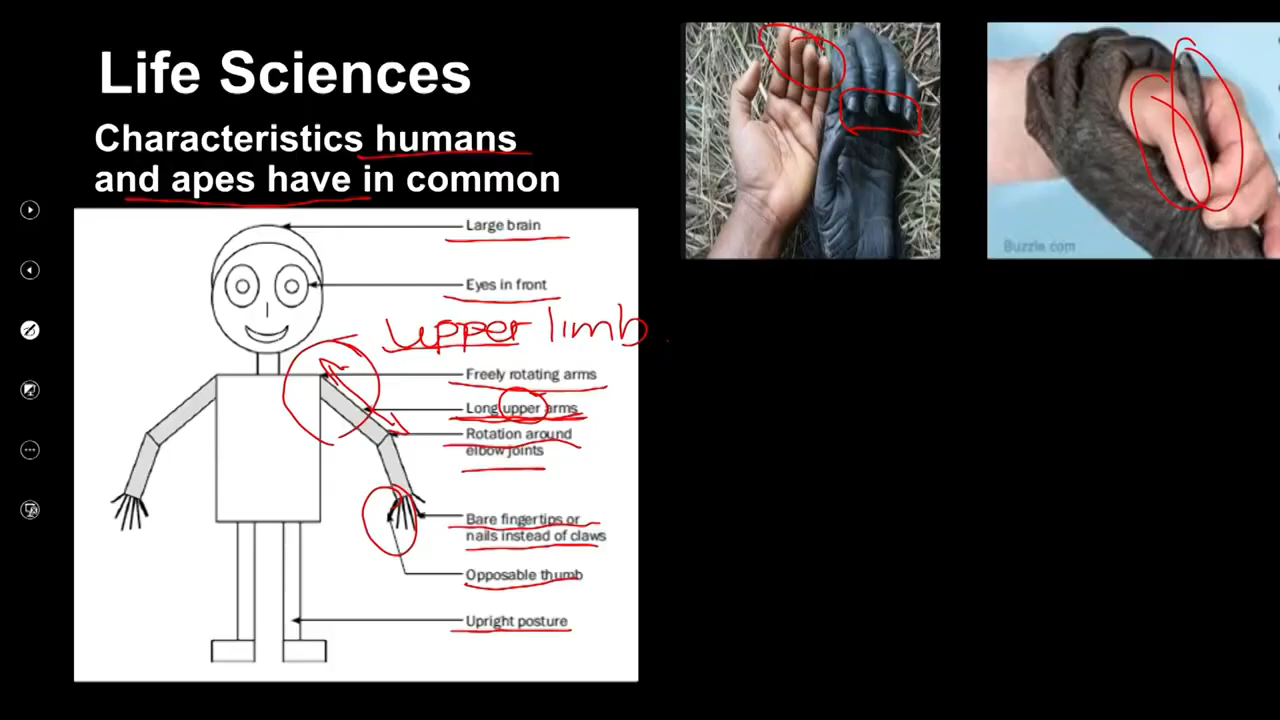 Life Sciences
Characteristics humans
and apes have in common
Large brain
Eyes in front
upper limb
Freely rotating arms
Long upper arms
Rotation around
elbow joints
Bare fingertips or
nails instead of claws
Opposable thumb
Upright posture
Buzzle.com